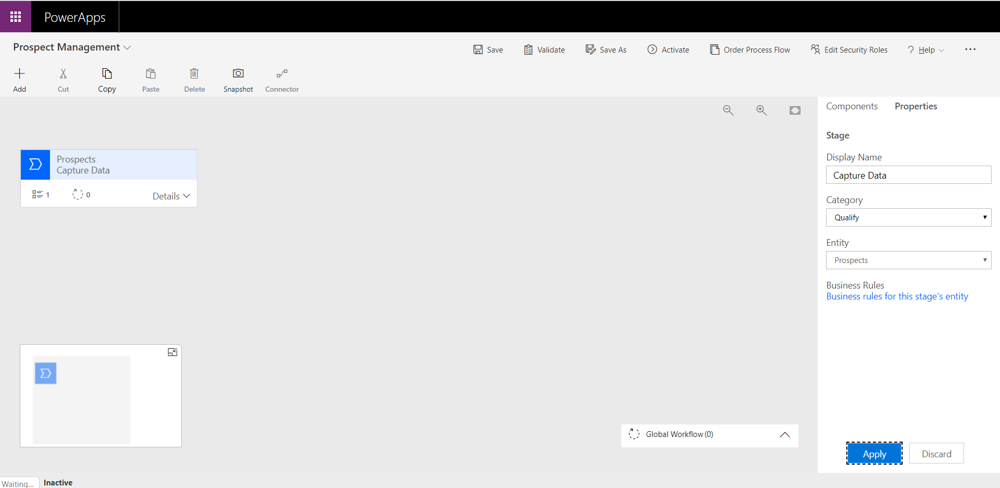 PowerApps
Prospect Management
Save
Validate
Save As
Activate
Order Process Flow
Edit Security Roles
? Help
...
Add
Cut
Copy
Paste
Delete
Snapshot
Connector
Components
Properties
Prospects
Capture Data
1
0
Details
Stage
Display Name
Capture Data
Category
Qualify
Entity
Prospects
Business Rules
Business rules for this stage's entity
Global Workflow (0)
Apply
Discard
Waiting...
Inactive